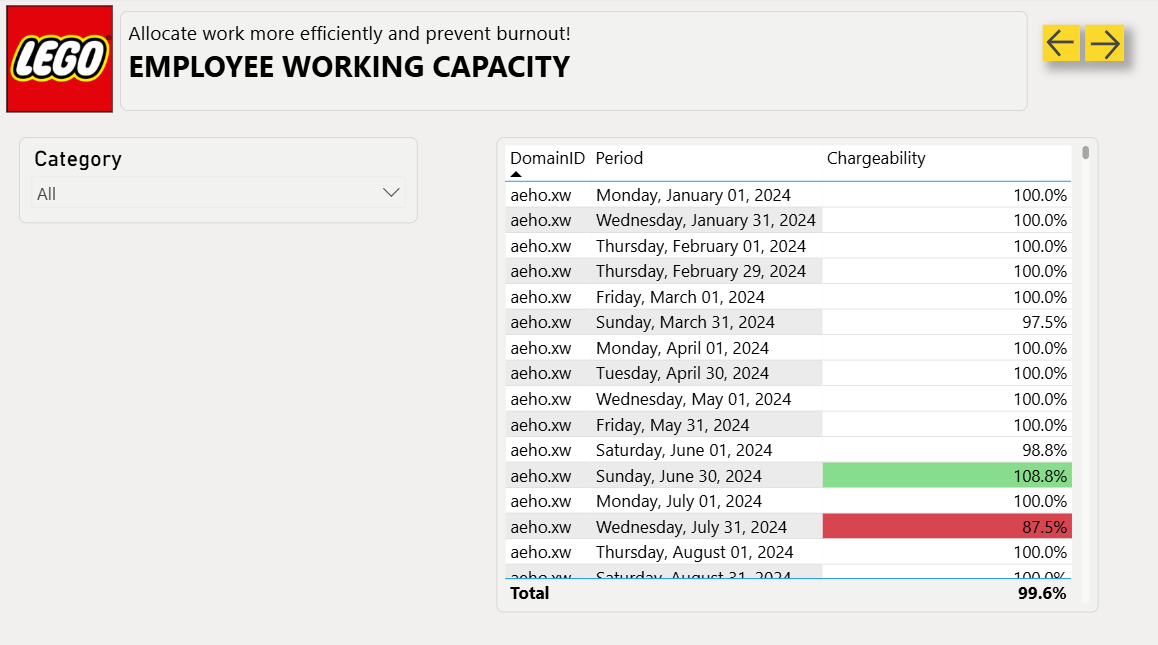 LEGO
Allocate work more efficiently and prevent burnout!
EMPLOYEE WORKING CAPACITY
Category
All
DomainID Period Chargeability
aeho.xw Monday, January 01, 2024 100.0%
aeho.xw Wednesday, January 31, 2024 100.0%
aeho.xw Thursday, February 01, 2024 100.0%
aeho.xw Thursday, February 29, 2024 100.0%
aeho.xw Friday, March 01, 2024 100.0%
aeho.xw Sunday, March 31, 2024 97.5%
aeho.xw Monday, April 01, 2024 100.0%
aeho.xw Tuesday, April 30, 2024 100.0%
aeho.xw Wednesday, May 01, 2024 100.0%
aeho.xw Friday, May 31, 2024 100.0%
aeho.xw Saturday, June 01, 2024 98.8%
aeho.xw Sunday, June 30, 2024 108.8%
aeho.xw Monday, July 01, 2024 100.0%
aeho.xw Wednesday, July 31, 2024 87.5%
aeho.xw Thursday, August 01, 2024 100.0%
aeho.xw Saturday, August 31, 2024 100.0%
Total 99.6%